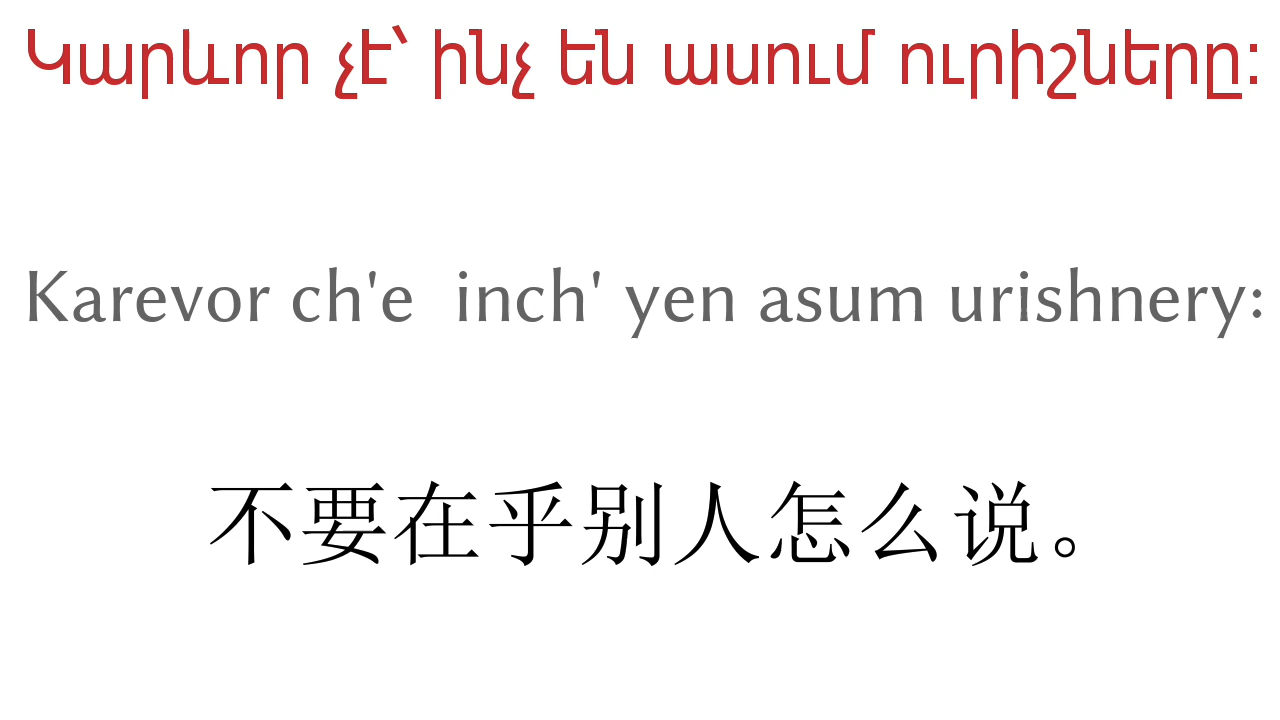 Կարևոր չէ՝ ինչ են ասում ուրիշները:
Karevor ch'e  inch' yen asum urishnery:
不要在乎别人怎么说。